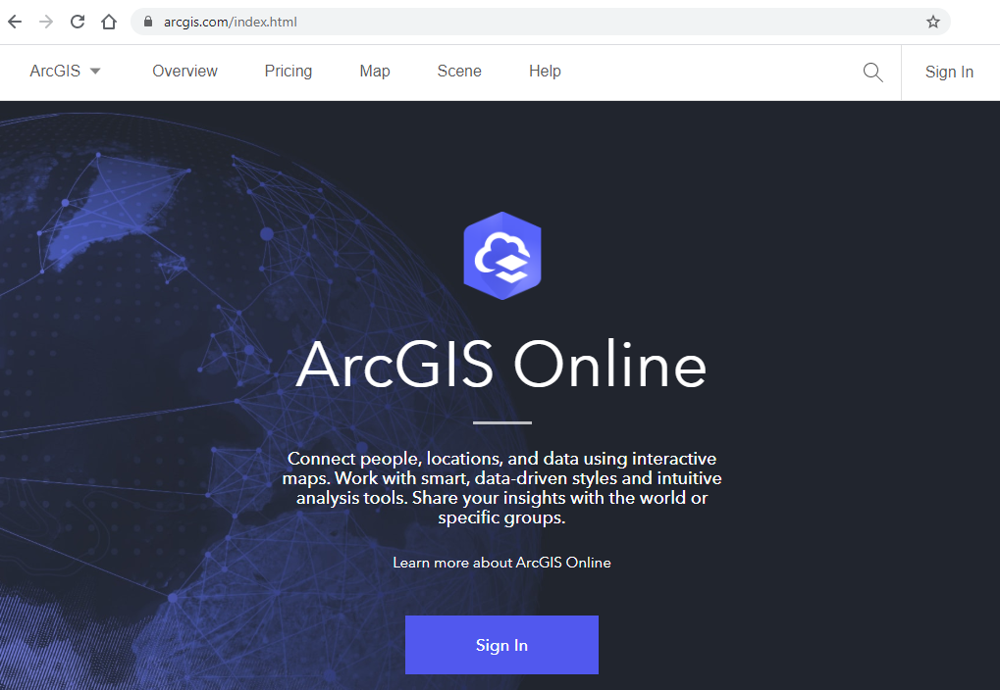 arcgis.com/index.html
ArcGIS Overview Pricing Map Scene Help Sign In
ArcGIS Online
Connect people, locations, and data using interactive
maps. Work with smart, data-driven styles and intuitive
analysis tools. Share your insights with the world or
specific groups.
Learn more about ArcGIS Online
Sign In